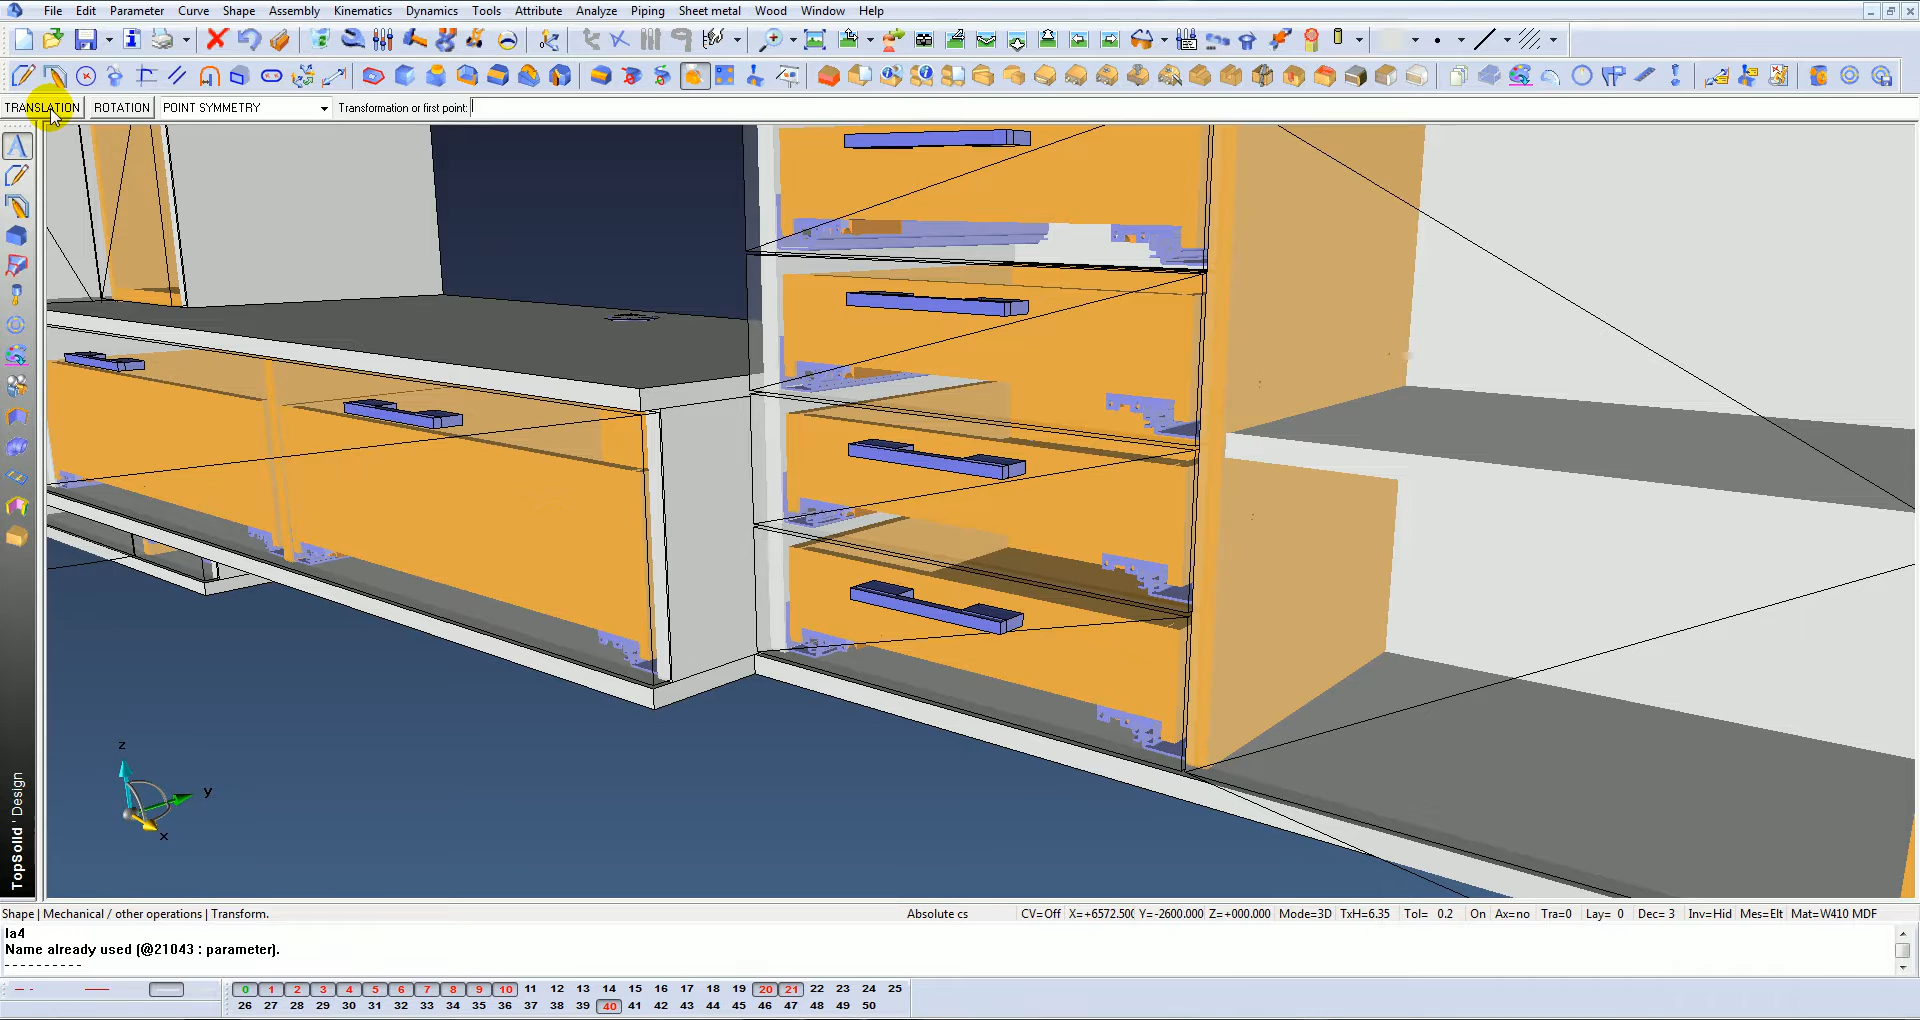 File Edit Parameter Curve Shape Assembly Kinematics Dynamics Tools Attribute Analyze Piping Sheet metal Wood Window Help
TRANSLATION ROTATION POINT SYMMETRY Transformation or first point:
z
y
x
TopSolid ' Design
Shape | Mechanical / other operations | Transform. Absolute cs CV=Off X=+6572.500 Y=-2600.000 Z=+000.000 Mode=3D TxH=6.35 Tol= 0.2 On Ax=no Tra=0 Lay= 0 Dec= 3 Inv=Hid Mes=Elt Mat=W410 MDF
la4
Name already used (@21043 : parameter).
----------
0 1 2 3 4 5 6 7 8 9 10 11 12 13 14 15 16 17 18 19 20 21 22 23 24 25
26 27 28 29 30 31 32 33 34 35 36 37 38 39 40 41 42 43 44 45 46 47 48 49 50